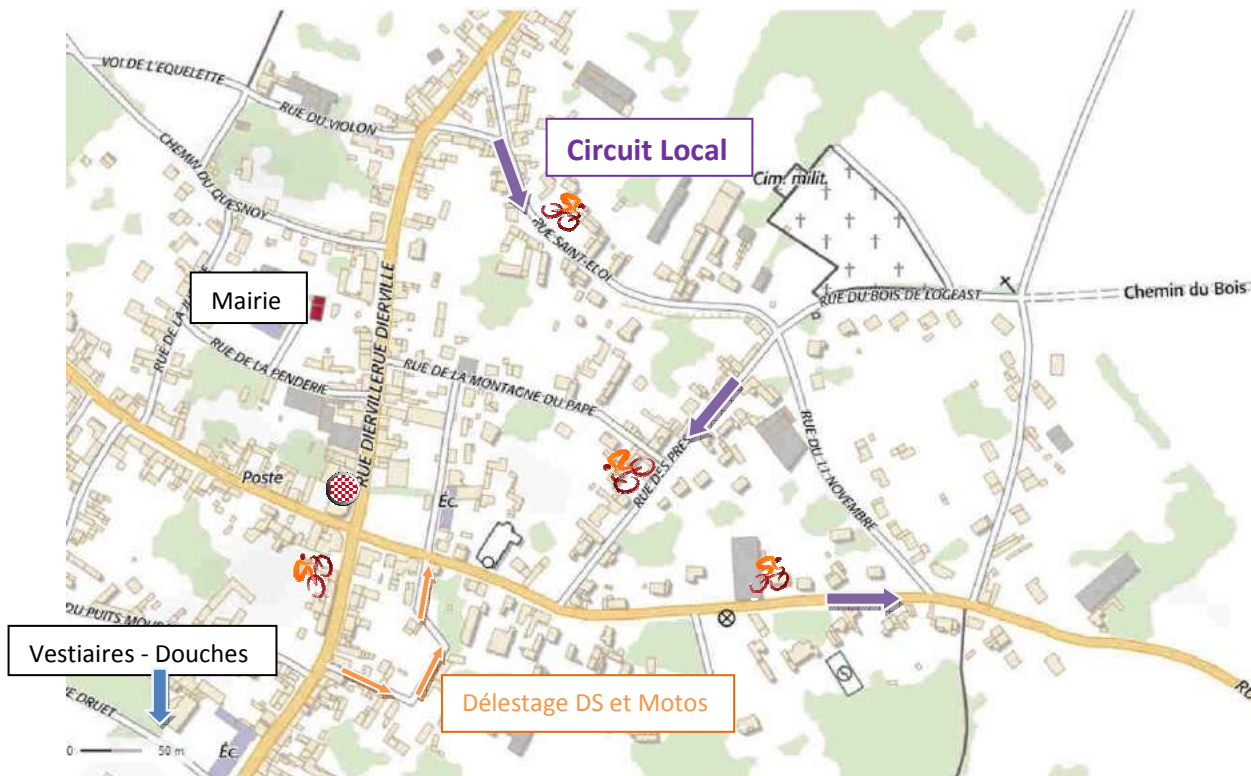 VOI DE L'EQUELETTE
RUE DU VIOLON
CHEMIN DU QUESNOY
Circuit Local
Cim. milit.
RUE SAINT-ELOI
RUE DU BOIS DE LOGEAST
Chemin du Bois
Mairie
RUE DIERVILLE
RUE DIERVILLE
RUE DE LA
RUE DE LA PENDERIE
RUE DE LA MONTAGNE DU PAPE
RUE DES PRES
RUE DU 11 NOVEMBRE
Poste
Éc.
DU PUITS
Vestiaires - Douches
Délestage DS et Motos
DRUET
Éc.
0 50 m